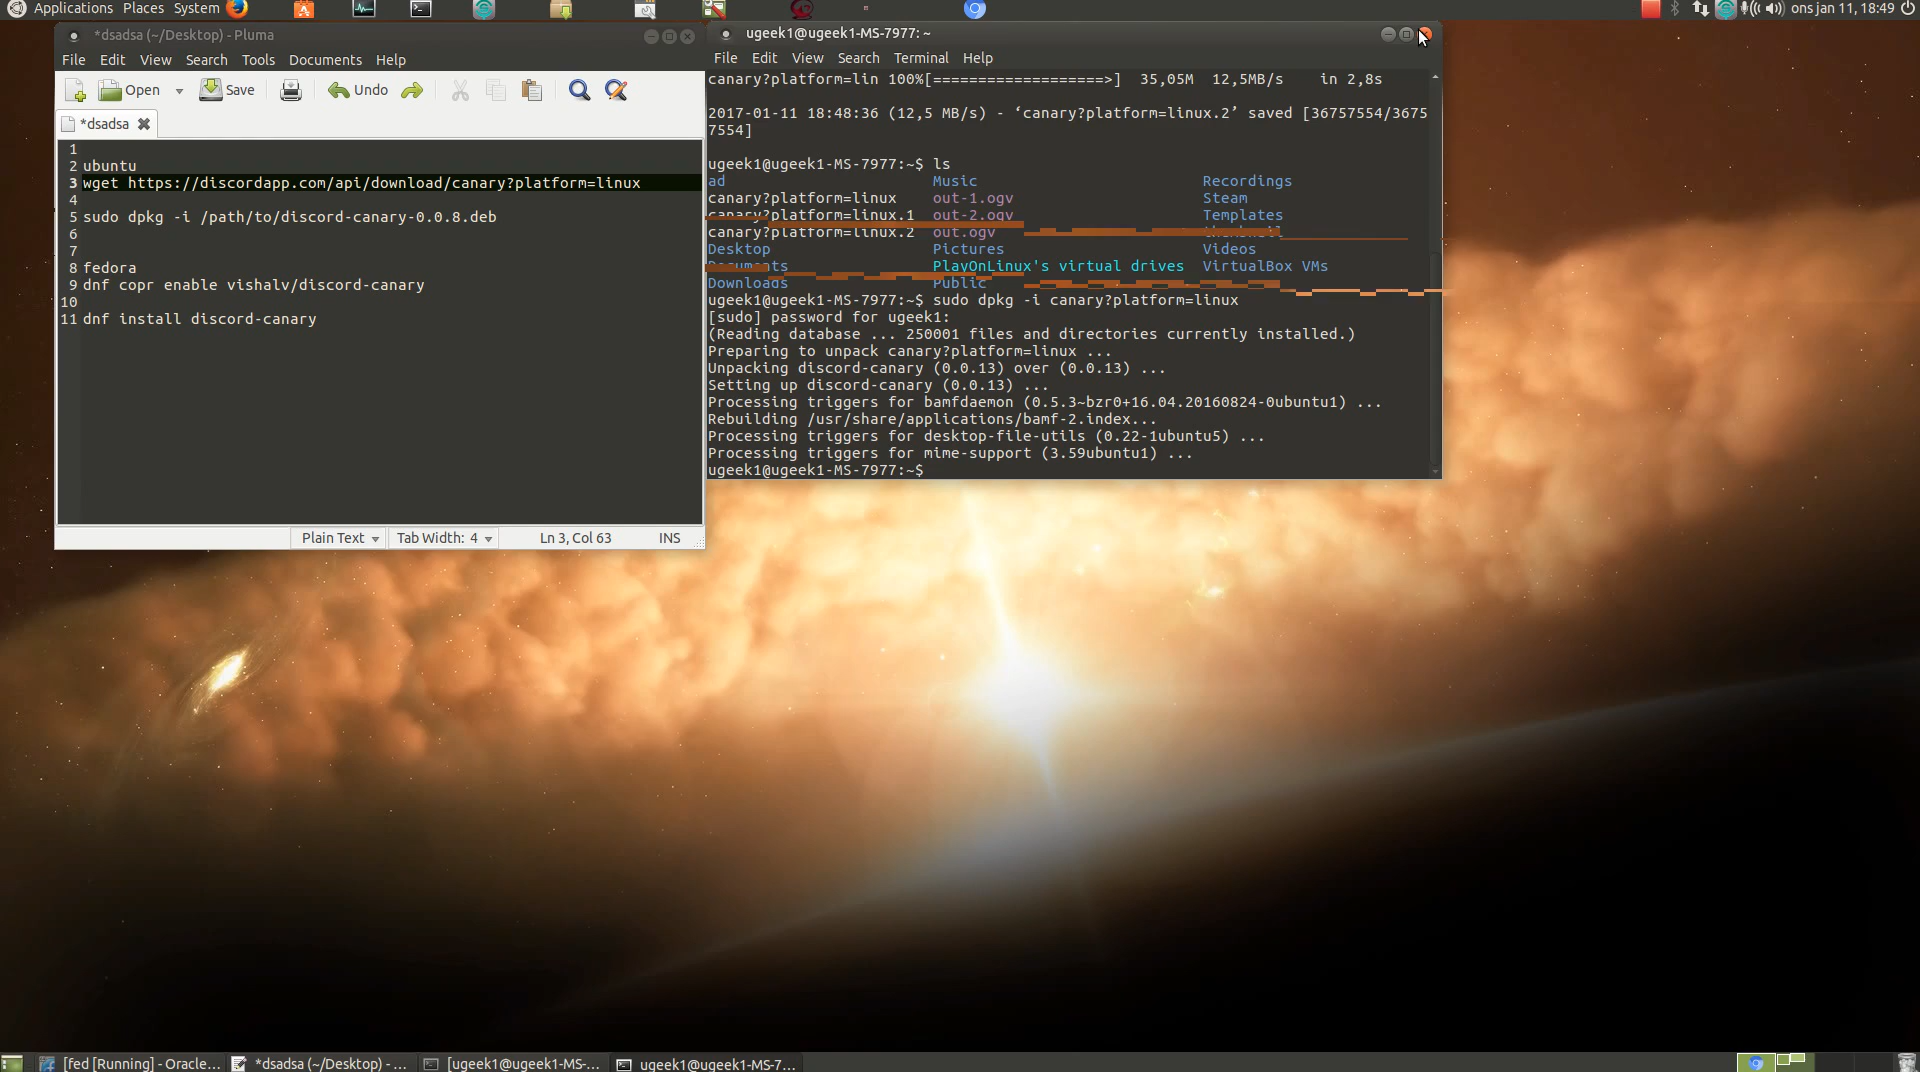 Applications Places System
ons jan 11, 18:49
*dsadsa (~/Desktop) - Pluma
File Edit View Search Tools Documents Help
Open Save Undo
*dsadsa
1
2 ubuntu
3 wget https://discordapp.com/api/download/canary?platform=linux
4
5 sudo dpkg -i /path/to/discord-canary-0.0.8.deb
6
7
8 fedora
9 dnf copr enable vishalv/discord-canary
10
11 dnf install discord-canary
Plain Text Tab Width: 4 Ln 3, Col 63 INS
ugeek1@ugeek1-MS-7977: ~
File Edit View Search Terminal Help
canary?platform=lin 100%[===================>] 35,05M 12,5MB/s in 2,8s
2017-01-11 18:48:36 (12,5 MB/s) - ‘canary?platform=linux.2’ saved [36757554/3675
7554]
ugeek1@ugeek1-MS-7977:~$ ls
ad Music Recordings
canary?platform=linux out-1.ogv Steam
canary?platform=linux.1 out-2.ogv Templates
canary?platform=linux.2 out.ogv
Desktop Pictures Videos
Documents PlayOnLinux's virtual drives VirtualBox VMs
Downloads Public
ugeek1@ugeek1-MS-7977:~$ sudo dpkg -i canary?platform=linux
[sudo] password for ugeek1:
(Reading database ... 250001 files and directories currently installed.)
Preparing to unpack canary?platform=linux ...
Unpacking discord-canary (0.0.13) over (0.0.13) ...
Setting up discord-canary (0.0.13) ...
Processing triggers for bamfdaemon (0.5.3~bzr0+16.04.20160824-0ubuntu1) ...
Rebuilding /usr/share/applications/bamf-2.index...
Processing triggers for desktop-file-utils (0.22-1ubuntu5) ...
Processing triggers for mime-support (3.59ubuntu1) ...
ugeek1@ugeek1-MS-7977:~$
[fed [Running] - Oracle... *dsadsa (~/Desktop) - ... [ugeek1@ugeek1-MS-... ugeek1@ugeek1-MS-7...